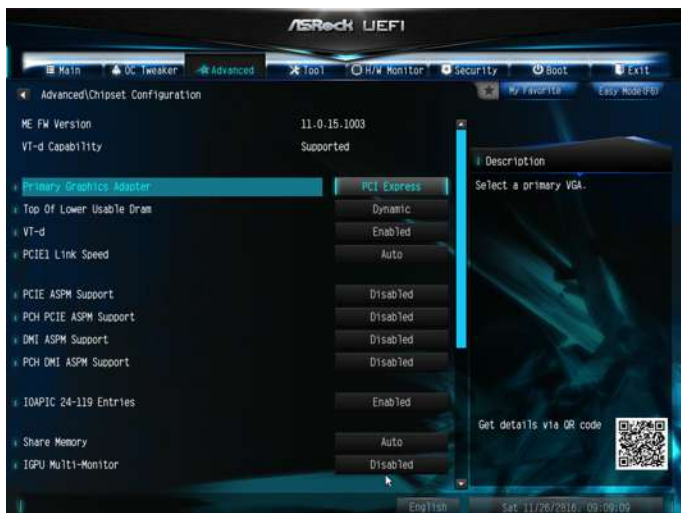 ASRock UEFI
Main OC Tweaker Advanced Tool H/W Monitor Security Boot Exit
Advanced\Chipset Configuration
My Favorite Easy Mode(F6)
ME FW Version 11.0.15.1003
VT-d Capability Supported
Description
Primary Graphics Adapter PCI Express
Select a primary VGA.
Top Of Lower Usable Dram Dynamic
VT-d Enabled
PCIE1 Link Speed Auto
PCIE ASPM Support Disabled
PCH PCIE ASPM Support Disabled
DMI ASPM Support Disabled
PCH DMI ASPM Support Disabled
IOAPIC 24-119 Entries Enabled
Get details via QR code
Share Memory Auto
IGPU Multi-Monitor Disabled
English Sat 11/26/2016, 09:09:09